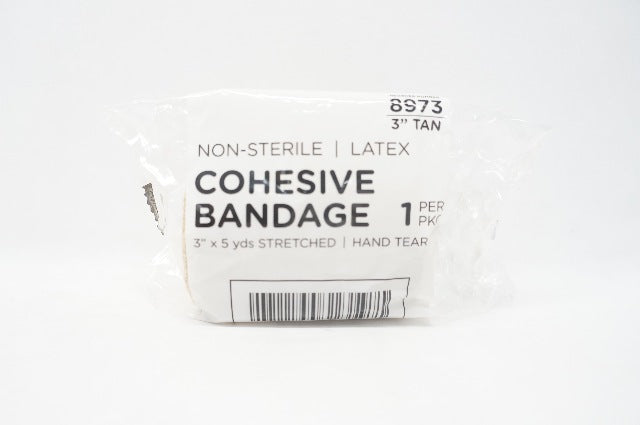 8973
3" TAN
NON-STERILE | LATEX
COHESIVE
BANDAGE 1 PER
PKG
3" x 5 yds STRETCHED | HAND TEAR